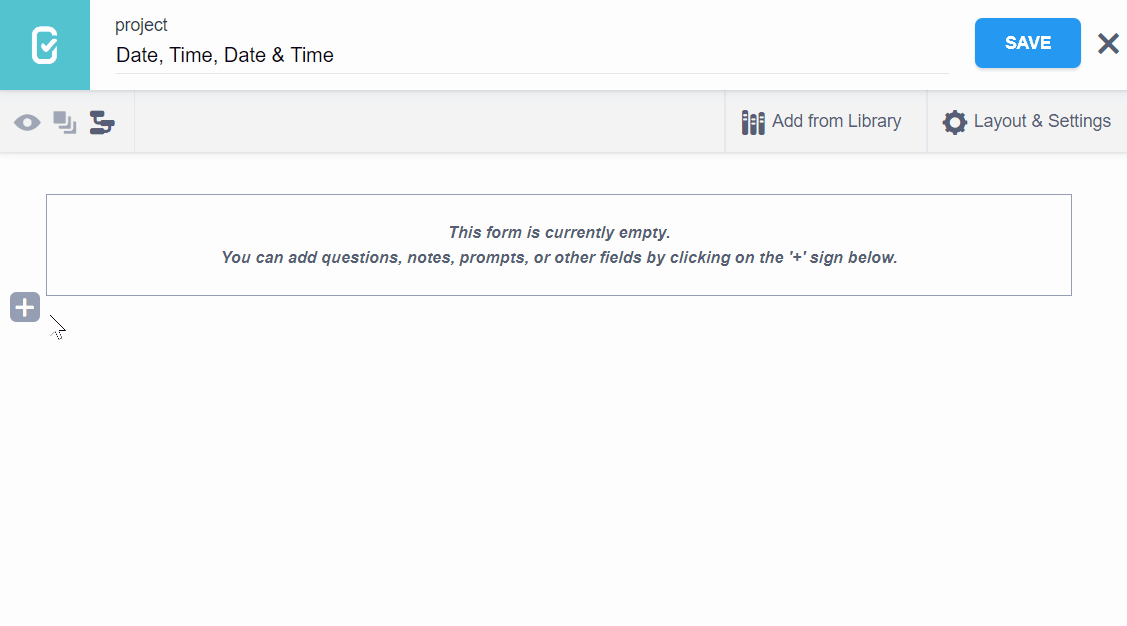 project
Date, Time, Date & Time
SAVE
Add from Library
Layout & Settings
This form is currently empty.
You can add questions, notes, prompts, or other fields by clicking on the '+' sign below.